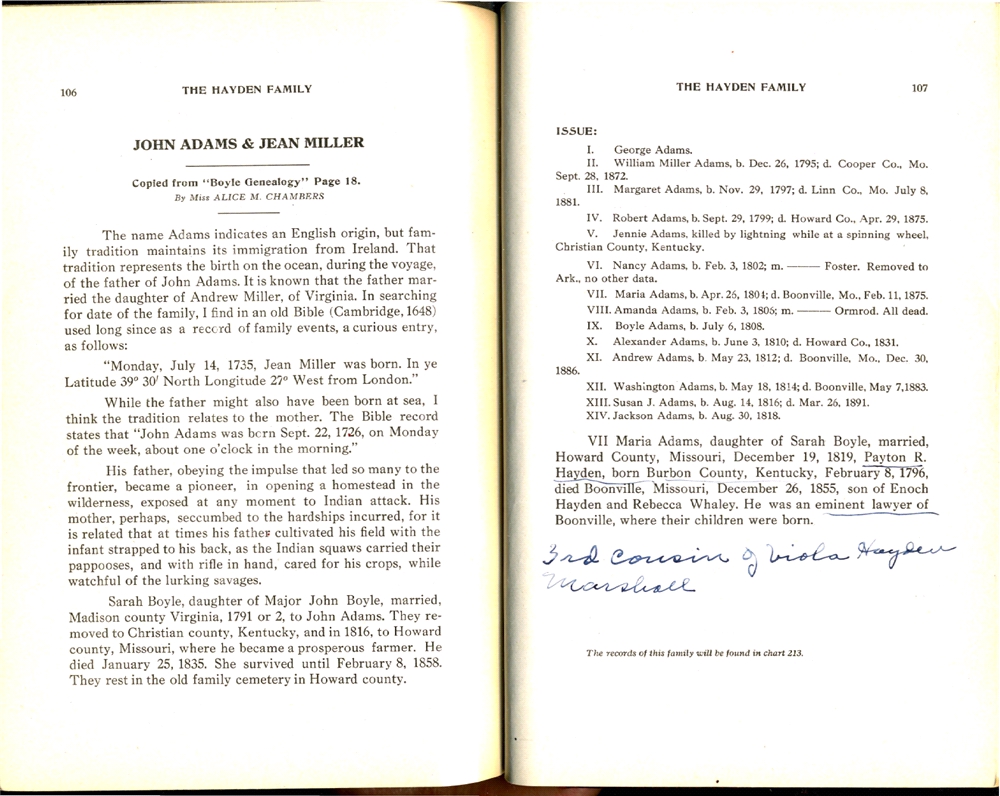 106
THE HAYDEN FAMILY
JOHN ADAMS & JEAN MILLER
Copied from "Boyle Genealogy" Page 18.
By Miss ALICE M. CHAMBERS
The name Adams indicates an English origin, but fam-
ily tradition maintains its immigration from Ireland. That
tradition represents the birth on the ocean, during the voyage,
of the father of John Adams. It is known that the father mar-
ried the daughter of Andrew Miller, of Virginia. In searching
for date of the family, I find in an old Bible (Cambridge, 1648)
used long since as a record of family events, a curious entry,
as follows:
"Monday, July 14, 1735, Jean Miller was born. In ye
Latitude 39° 30' North Longitude 27° West from London."
While the father might also have been born at sea, I
think the tradition relates to the mother. The Bible record
states that "John Adams was born Sept. 22, 1726, on Monday
of the week, about one o'clock in the morning."
His father, obeying the impulse that led so many to the
frontier, became a pioneer, in opening a homestead in the
wilderness, exposed at any moment to Indian attack. His
mother, perhaps, seccumbed to the hardships incurred, for it
is related that at times his father cultivated his field with the
infant strapped to his back, as the Indian squaws carried their
pappooses, and with rifle in hand, cared for his crops, while
watchful of the lurking savages.
Sarah Boyle, daughter of Major John Boyle, married,
Madison county Virginia, 1791 or 2, to John Adams. They re-
moved to Christian county, Kentucky, and in 1816, to Howard
county, Missouri, where he became a prosperous farmer. He
died January 25, 1835. She survived until February 8, 1858.
They rest in the old family cemetery in Howard county.
THE HAYDEN FAMILY
107
ISSUE:
I. George Adams.
II. William Miller Adams, b. Dec. 26, 1795; d. Cooper Co., Mo.
Sept. 28, 1872.
III. Margaret Adams, b. Nov. 29, 1797; d. Linn Co., Mo. July 8,
1881.
IV. Robert Adams, b. Sept. 29, 1799; d. Howard Co., Apr. 29, 1875.
V. Jennie Adams, killed by lightning while at a spinning wheel,
Christian County, Kentucky.
VI. Nancy Adams, b. Feb. 3, 1802; m. —— Foster. Removed to
Ark., no other data.
VII. Maria Adams, b. Apr. 26, 1804; d. Boonville, Mo., Feb. 11, 1875.
VIII. Amanda Adams, b. Feb. 3, 1806; m. —— Ormrod. All dead.
IX. Boyle Adams, b. July 6, 1808.
X. Alexander Adams, b. June 3, 1810; d. Howard Co., 1831.
XI. Andrew Adams, b. May 23, 1812; d. Boonville, Mo., Dec. 30,
1886.
XII. Washington Adams, b. May 18, 1814; d. Boonville, May 7, 1883.
XIII. Susan J. Adams, b. Aug. 14, 1816; d. Mar. 26, 1891.
XIV. Jackson Adams, b. Aug. 30, 1818.
VII Maria Adams, daughter of Sarah Boyle, married,
Howard County, Missouri, December 19, 1819, Payton R.
Hayden, born Burbon County, Kentucky, February 8, 1796,
died Boonville, Missouri, December 26, 1855, son of Enoch
Hayden and Rebecca Whaley. He was an eminent lawyer of
Boonville, where their children were born.
3rd cousin of Viola Hayden
Marshall
The records of this family will be found in chart 213.